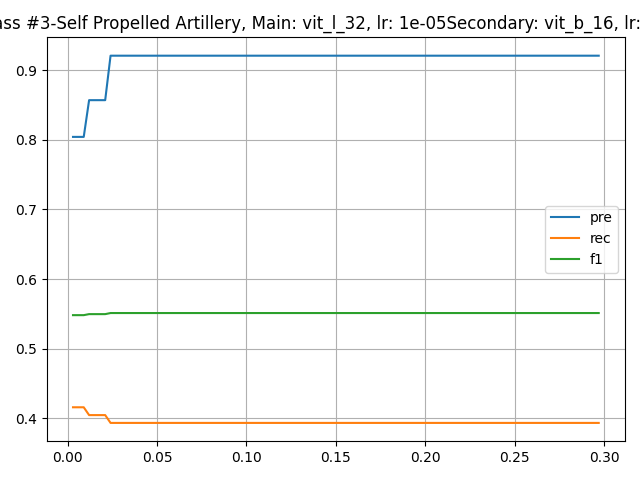 ass #3-Self Propelled Artillery, Main: vit_l_32, lr: 1e-05Secondary: vit_b_16, lr:
0.9
0.8
0.7
0.6
0.5
0.4
pre
rec
f1
0.00 0.05 0.10 0.15 0.20 0.25 0.30